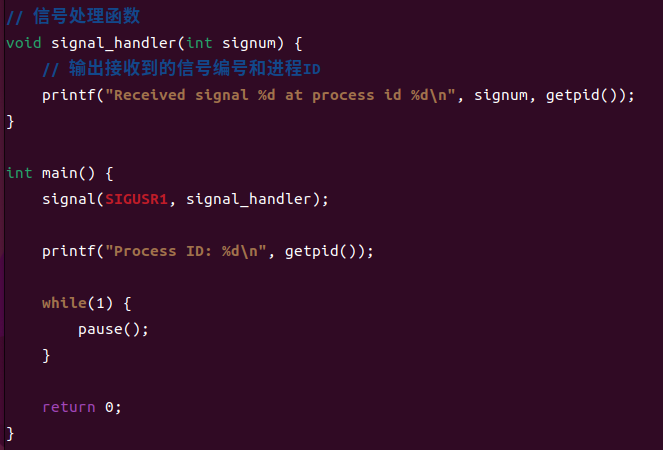 // 信号处理函数
void signal_handler(int signum) {
    // 输出接收到的信号编号和进程ID
    printf("Received signal %d at process id %d\n", signum, getpid());
}

int main() {
    signal(SIGUSR1, signal_handler);

    printf("Process ID: %d\n", getpid());

    while(1) {
        pause();
    }

    return 0;
}